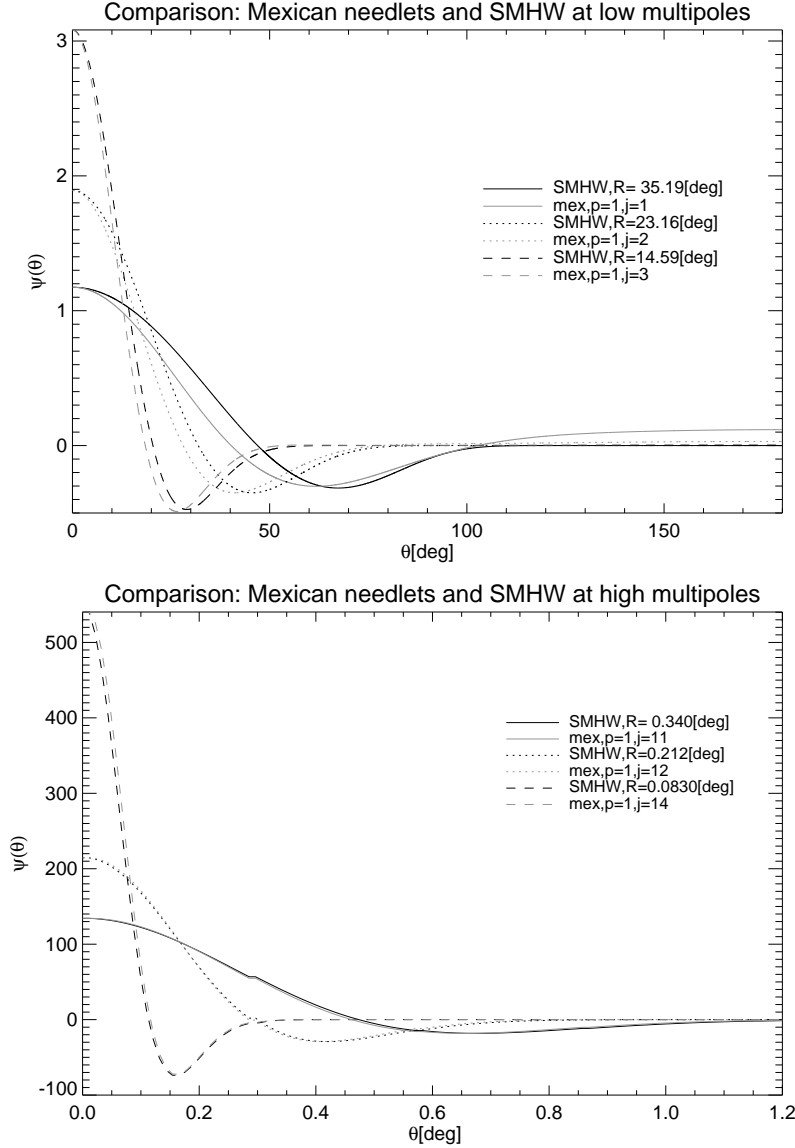 Comparison: Mexican needlets and SMHW at low multipoles
3
2
1
0
ψ(θ)
SMHW,R= 35.19[deg]
mex,p=1,j=1
SMHW,R=23.16[deg]
mex,p=1,j=2
SMHW,R=14.59[deg]
mex,p=1,j=3
0 50 100 150
θ[deg]
Comparison: Mexican needlets and SMHW at high multipoles
500
400
300
200
100
0
-100
ψ(θ)
SMHW,R= 0.340[deg]
mex,p=1,j=11
SMHW,R=0.212[deg]
mex,p=1,j=12
SMHW,R=0.0830[deg]
mex,p=1,j=14
0.0 0.2 0.4 0.6 0.8 1.0 1.2
θ[deg]